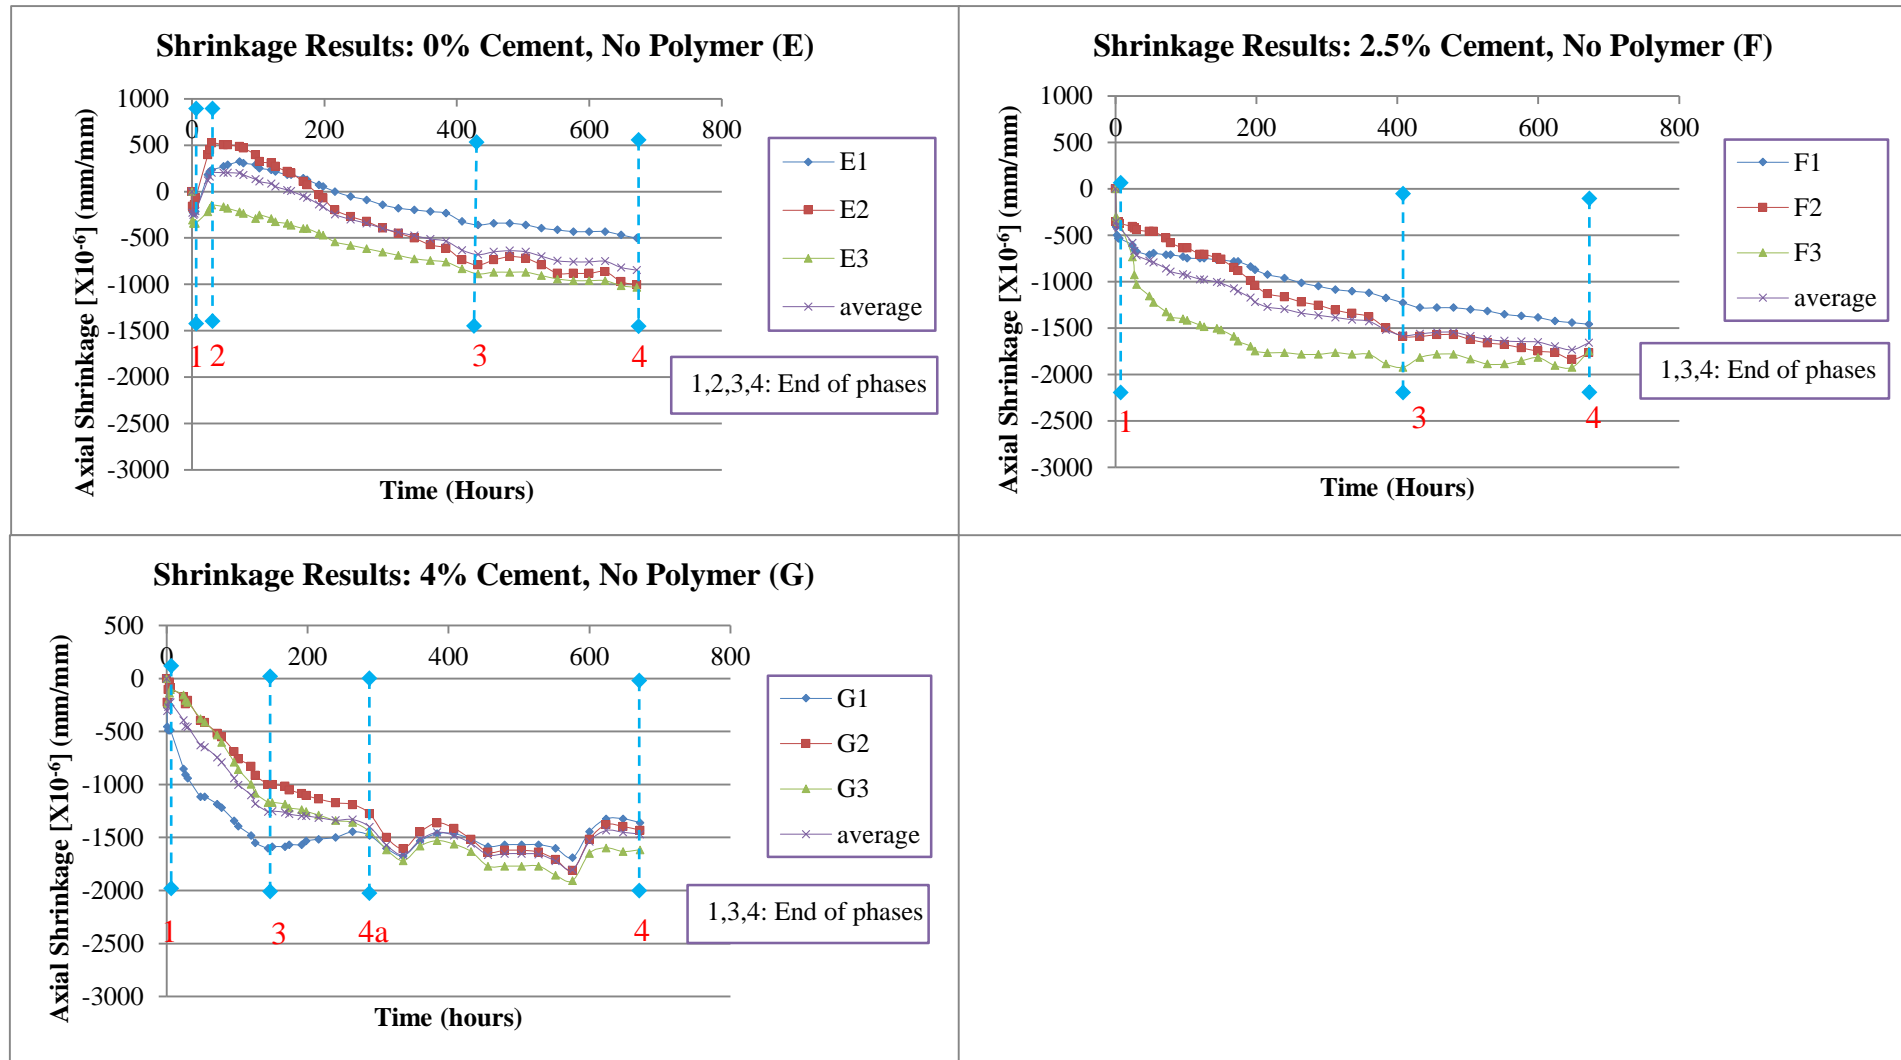 Shrinkage Results: 0% Cement, No Polymer (E)
Axial Shrinkage [X10⁻⁶] (mm/mm)
1000
500
0
-500
-1000
-1500
-2000
-2500
-3000
0 200 400 600 800
1 2 3 4
Time (Hours)
E1
E2
E3
average
1,2,3,4: End of phases
Shrinkage Results: 2.5% Cement, No Polymer (F)
Axial Shrinkage [X10⁻⁶] (mm/mm)
1000
500
0
-500
-1000
-1500
-2000
-2500
-3000
0 200 400 600 800
1 3 4
Time (Hours)
F1
F2
F3
average
1,3,4: End of phases
Shrinkage Results: 4% Cement, No Polymer (G)
Axial Shrinkage [X10⁻⁶] (mm/mm)
500
0
-500
-1000
-1500
-2000
-2500
-3000
0 200 400 600 800
1 3 4a 4
Time (hours)
G1
G2
G3
average
1,3,4: End of phases